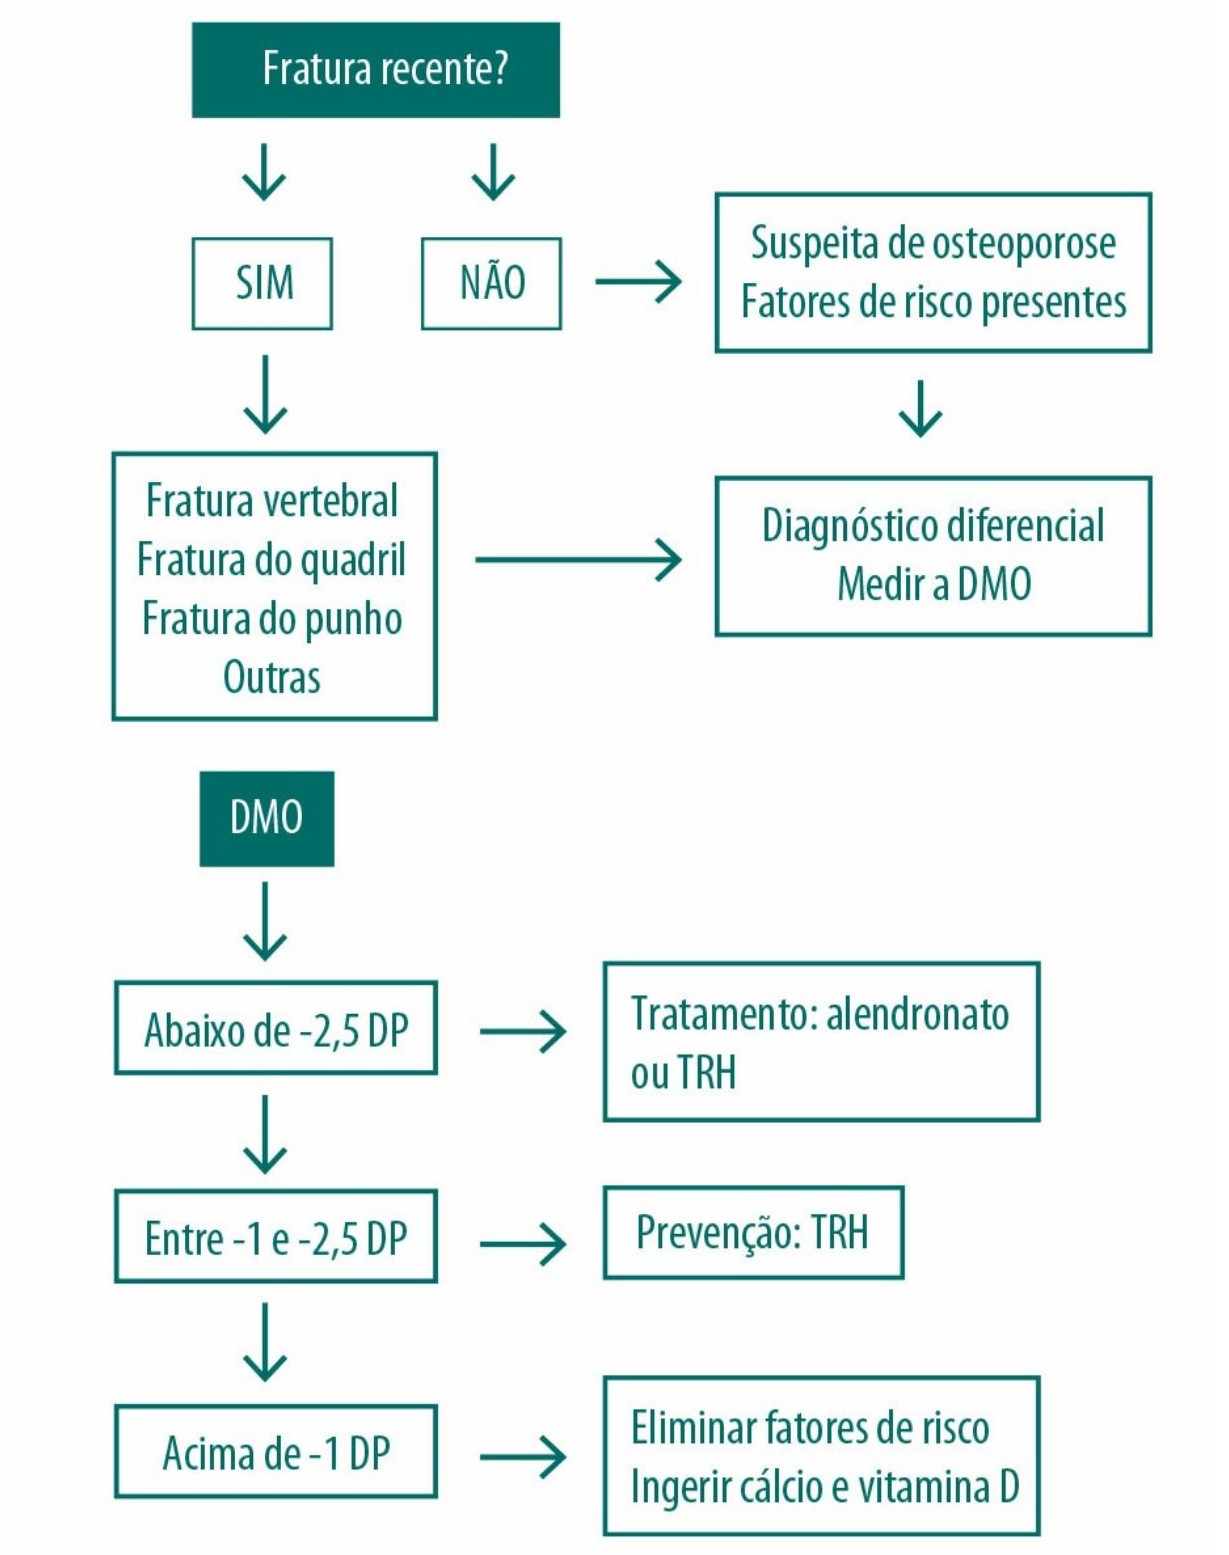 Fratura recente?
SIM
NÃO
Suspeita de osteoporose
Fatores de risco presentes
Fratura vertebral
Fratura do quadril
Fratura do punho
Outras
Diagnóstico diferencial
Medir a DMO
DMO
Abaixo de -2,5 DP
Tratamento: alendronato
ou TRH
Entre -1 e -2,5 DP
Prevenção: TRH
Acima de -1 DP
Eliminar fatores de risco
Ingerir cálcio e vitamina D